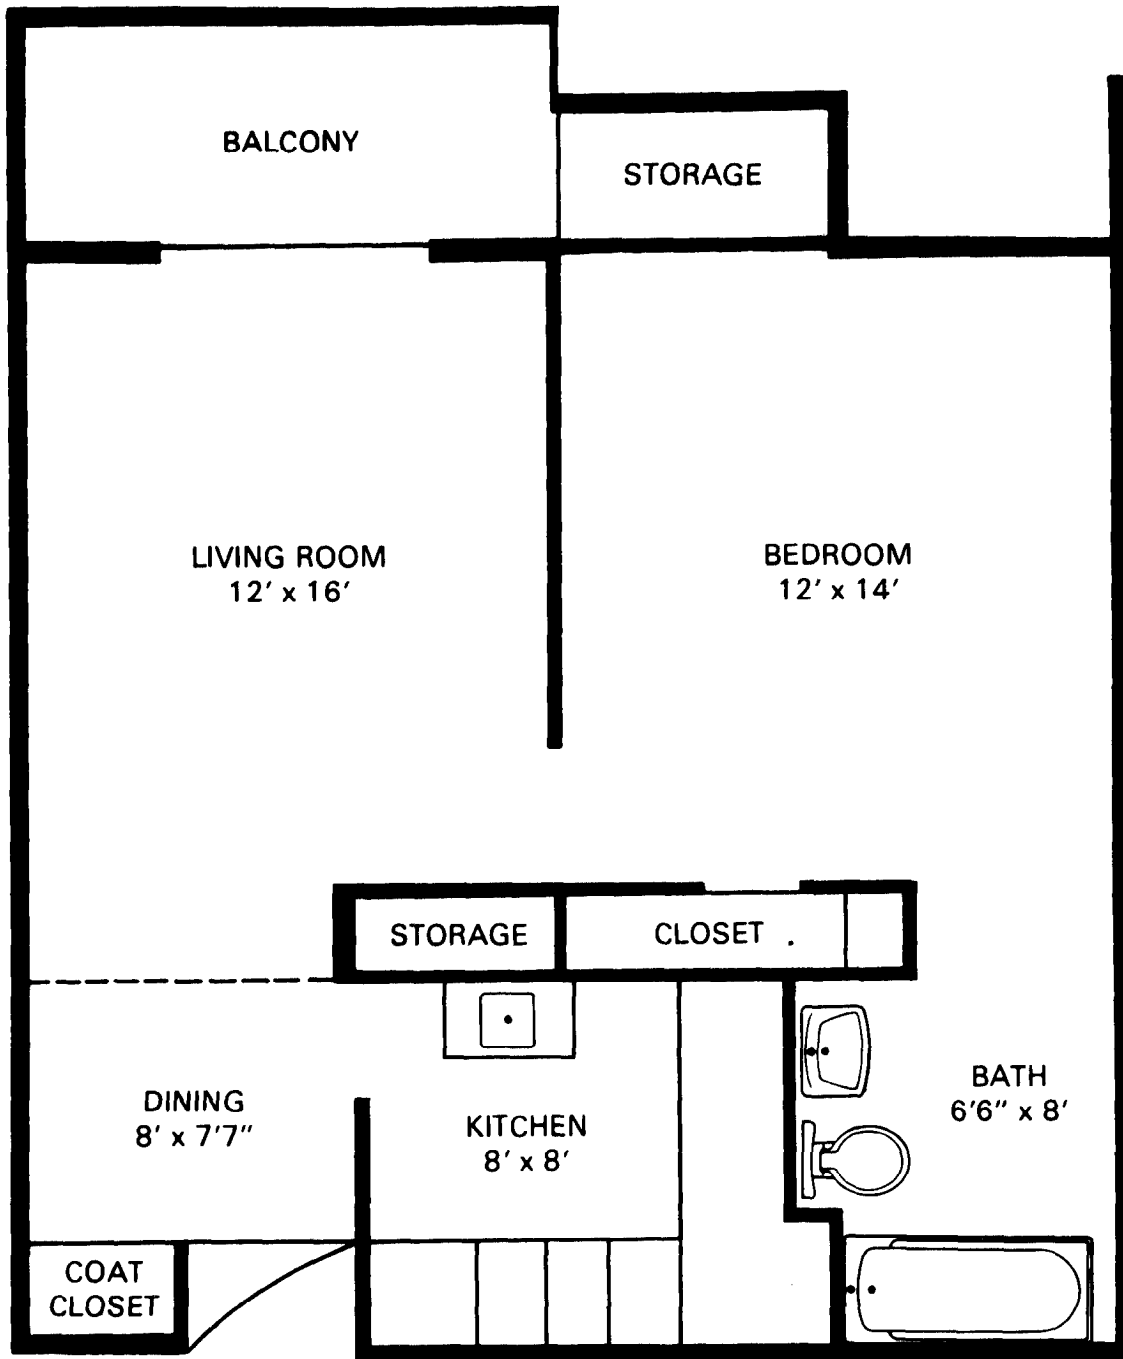 BALCONY
STORAGE
LIVING ROOM
12′ x 16′
BEDROOM
12′ x 14′
STORAGE
CLOSET
DINING
8′ x 7′7″
KITCHEN
8′ x 8′
BATH
6′6″ x 8′
COAT
CLOSET